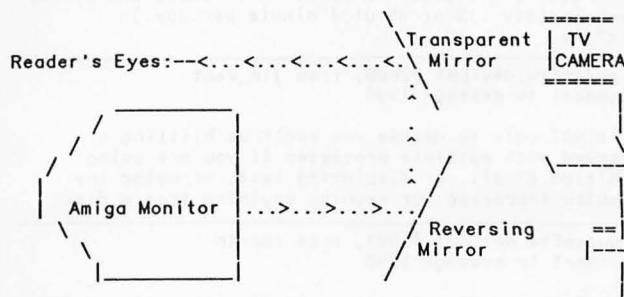 Transparent | TV
Reader's Eyes:--<...<....<....<. Mirror |CAMERA
Amiga Monitor ...>....>...>..
Reversing
Mirror